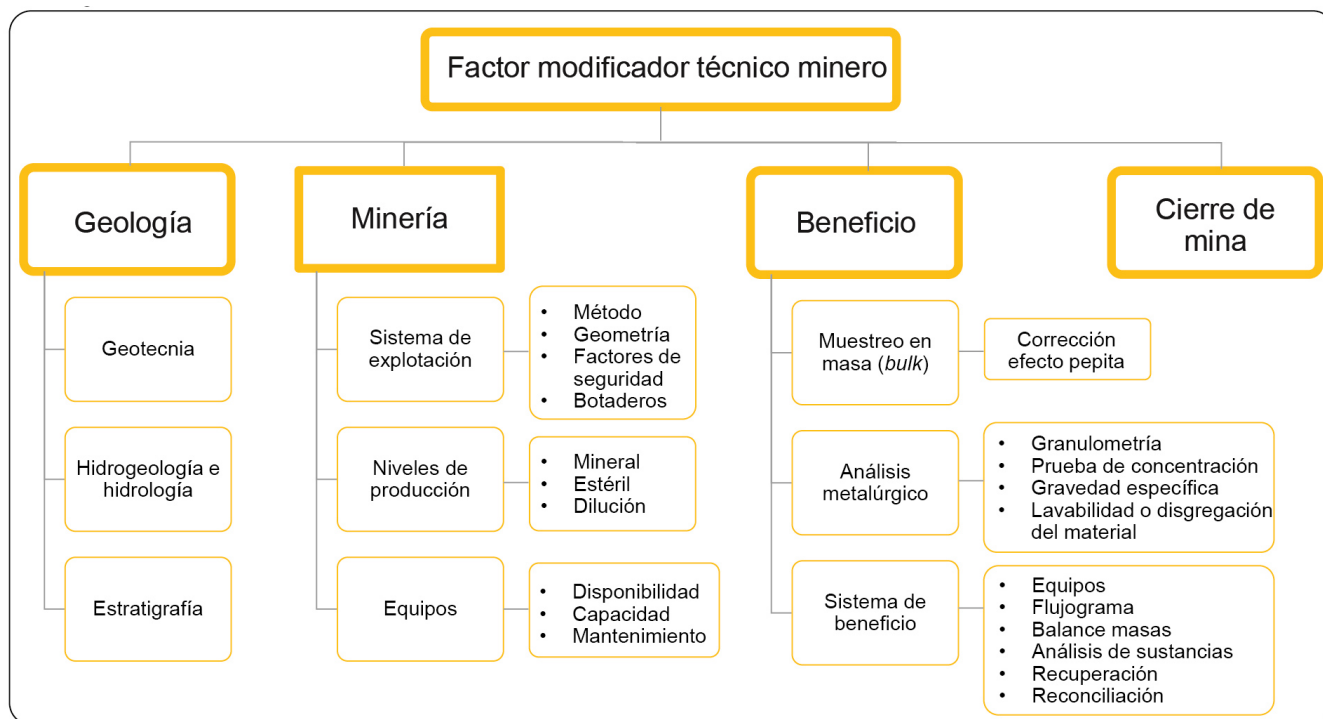 Factor modificador técnico minero
Geología
Minería
Beneficio
Cierre de
mina
Geotecnia
Hidrogeología e
hidrología
Estratigrafía
Sistema de
explotación
• Método
• Geometría
• Factores de
seguridad
• Botaderos
Niveles de
producción
• Mineral
• Estéril
• Dilución
Equipos
• Disponibilidad
• Capacidad
• Mantenimiento
Muestreo en
masa (bulk)
Corrección
efecto pepita
Análisis
metalúrgico
• Granulometría
• Prueba de concentración
• Gravedad específica
• Lavabilidad o disgregación
del material
Sistema de
beneficio
• Equipos
• Flujograma
• Balance masas
• Análisis de sustancias
• Recuperación
• Reconciliación